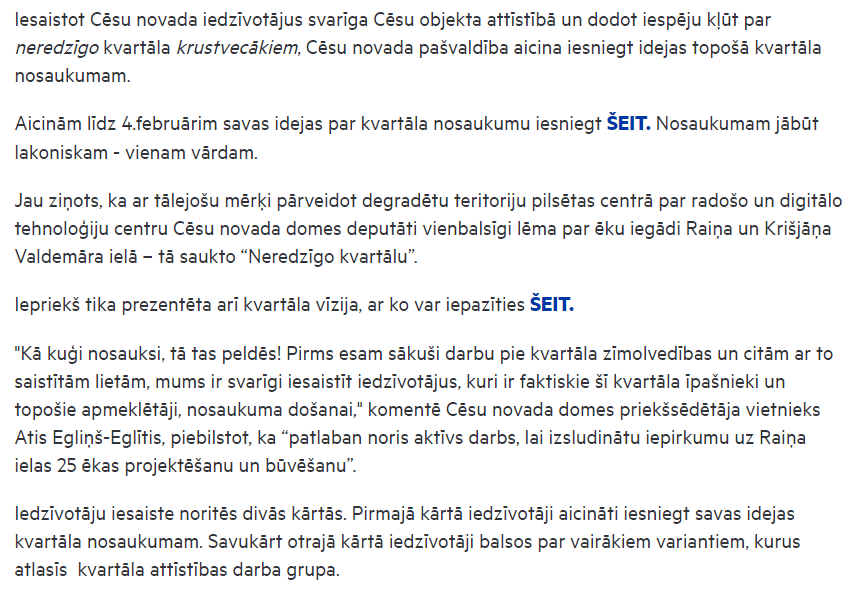 Iesaistot Cēsu novada iedzīvotājus svarīga Cēsu objekta attīstībā un dodot iespēju kļūt par
neredzīgo kvartāla krustvecākiem, Cēsu novada pašvaldība aicina iesniegt idejas topošā kvartāla
nosaukumam.
Aicinām līdz 4.februārim savas idejas par kvartāla nosaukumu iesniegt ŠEIT. Nosaukumam jābūt
lakoniskam - vienam vārdam.
Jau ziņots, ka ar tālejošu mērķi pārveidot degradētu teritoriju pilsētas centrā par radošo un digitālo
tehnoloģiju centru Cēsu novada domes deputāti vienbalsīgi lēma par ēku iegādi Raiņa un Krišjāņa
Valdemāra ielā – tā saukto “Neredzīgo kvartālu”.
Iepriekš tika prezentēta arī kvartāla vīzija, ar ko var iepazīties ŠEIT.
"Kā kuģi nosauksi, tā tas peldēs! Pirms esam sākuši darbu pie kvartāla zīmolvedības un citām ar to
saistītām lietām, mums ir svarīgi iesaistīt iedzīvotājus, kuri ir faktiskie šī kvartāla īpašnieki un
topošie apmeklētāji, nosaukuma došanai," komentē Cēsu novada domes priekšsēdētāja vietnieks
Atis Egliņš-Eglītis, piebilstot, ka “patlaban noris aktīvs darbs, lai izsludinātu iepirkumu uz Raiņa
ielas 25 ēkas projektēšanu un būvēšanu”.
Iedzīvotāju iesaiste noritēs divās kārtās. Pirmajā kārtā iedzīvotāji aicināti iesniegt savas idejas
kvartāla nosaukumam. Savukārt otrajā kārtā iedzīvotāji balsos par vairākiem variantiem, kurus
atlasīs  kvartāla attīstības darba grupa.